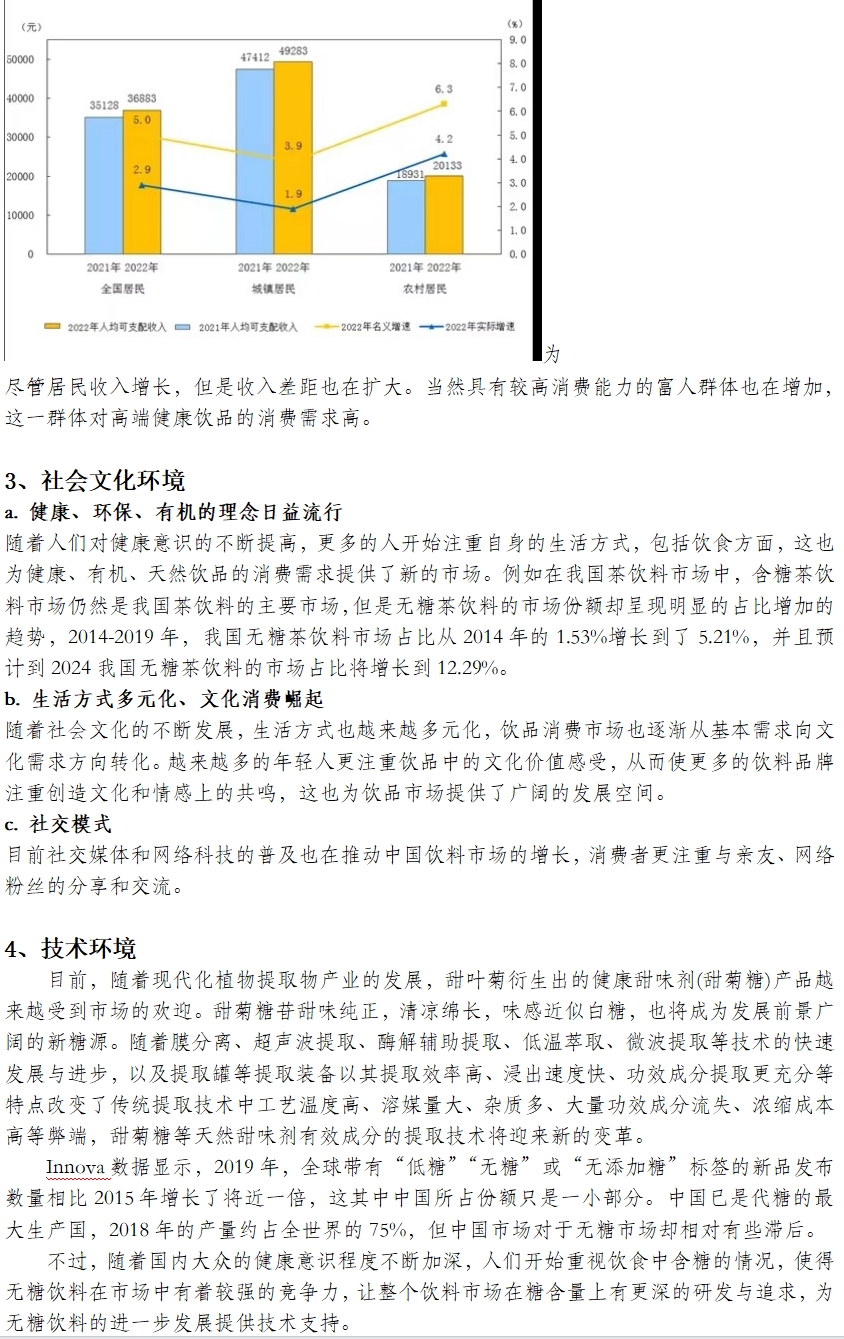 (元)
(%)
9.0
50000
8.0
47412 49283
7.0
40000
35128 36883
6.3
6.0
5.0
30000
5.0
3.9
4.2
4.0
20000
2.9
18931 20133
3.0
1.9
2.0
10000
1.0
0
0.0
2021年 2022年
2021年 2022年
2021年 2022年
全国居民
城镇居民
农村居民
2022年人均可支配收入 2021年人均可支配收入 2022年名义增速 2022年实际增速
为
尽管居民收入增长，但是收入差距也在扩大。当然具有较高消费能力的富人群体也在增加，
这一群体对高端健康饮品的消费需求高。
3、社会文化环境
a. 健康、环保、有机的理念日益流行
随着人们对健康意识的不断提高，更多的人开始注重自身的生活方式，包括饮食方面，这也
为健康、有机、天然饮品的消费需求提供了新的市场。例如在我国茶饮料市场中，含糖茶饮
料市场仍然是我国茶饮料的主要市场，但是无糖茶饮料的市场份额却呈现明显的占比增加的
趋势，2014-2019 年，我国无糖茶饮料市场占比从 2014 年的 1.53%增长到了 5.21%，并且预
计到 2024 我国无糖茶饮料的市场占比将增长到 12.29%。
b. 生活方式多元化、文化消费崛起
随着社会文化的不断发展，生活方式也越来越多元化，饮品消费市场也逐渐从基本需求向文
化需求方向转化。越来越多的年轻人更注重饮品中的文化价值感受，从而使更多的饮料品牌
注重创造文化和情感上的共鸣，这也为饮品市场提供了广阔的发展空间。
c. 社交模式
目前社交媒体和网络科技的普及也在推动中国饮料市场的增长，消费者更注重与亲友、网络
粉丝的分享和交流。
4、技术环境
目前，随着现代化植物提取物产业的发展，甜叶菊衍生出的健康甜味剂(甜菊糖)产品越
来越受到市场的欢迎。甜菊糖苷甜味纯正，清凉绵长，味感近似白糖，也将成为发展前景广
阔的新糖源。随着膜分离、超声波提取、酶解辅助提取、低温萃取、微波提取等技术的快速
发展与进步，以及提取罐等提取装备以其提取效率高、浸出速度快、功效成分提取更充分等
特点改变了传统提取技术中工艺温度高、溶媒量大、杂质多、大量功效成分流失、浓缩成本
高等弊端，甜菊糖等天然甜味剂有效成分的提取技术将迎来新的变革。
Innova 数据显示，2019 年，全球带有“低糖”“无糖”或“无添加糖”标签的新品发布
数量相比 2015 年增长了将近一倍，这其中中国所占份额只是一小部分。中国已是代糖的最
大生产国，2018 年的产量约占全世界的 75%，但中国市场对于无糖市场却相对有些滞后。
不过，随着国内大众的健康意识程度不断加深，人们开始重视饮食中含糖的情况，使得
无糖饮料在市场中有着较强的竞争力，让整个饮料市场在糖含量上有更深的研发与追求，为
无糖饮料的进一步发展提供技术支持。